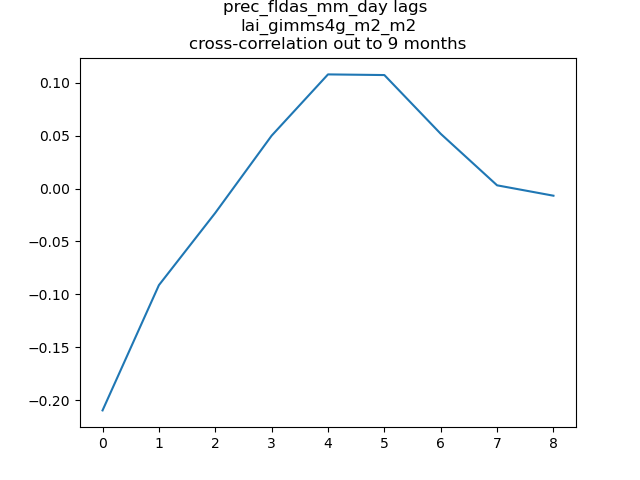 prec_fldas_mm_day lags
lai_gimms4g_m2_m2
cross-correlation out to 9 months
0.10
0.05
0.00
−0.05
−0.10
−0.15
−0.20
0 1 2 3 4 5 6 7 8